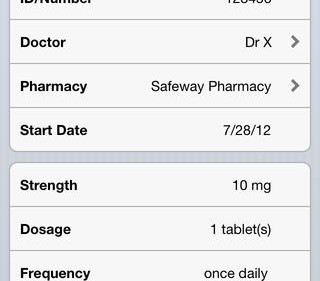 ID/Number 123456
Doctor Dr X
Pharmacy Safeway Pharmacy
Start Date 7/28/12
Strength 10 mg
Dosage 1 tablet(s)
Frequency once daily